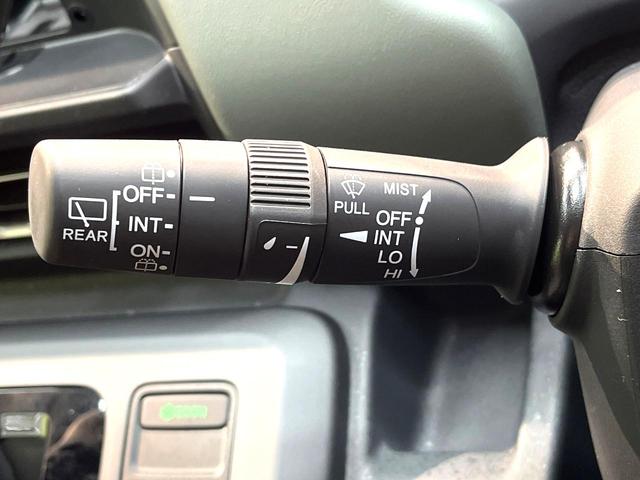 REAR
OFF
INT
ON
PULL
MIST
OFF
INT
LO
HI